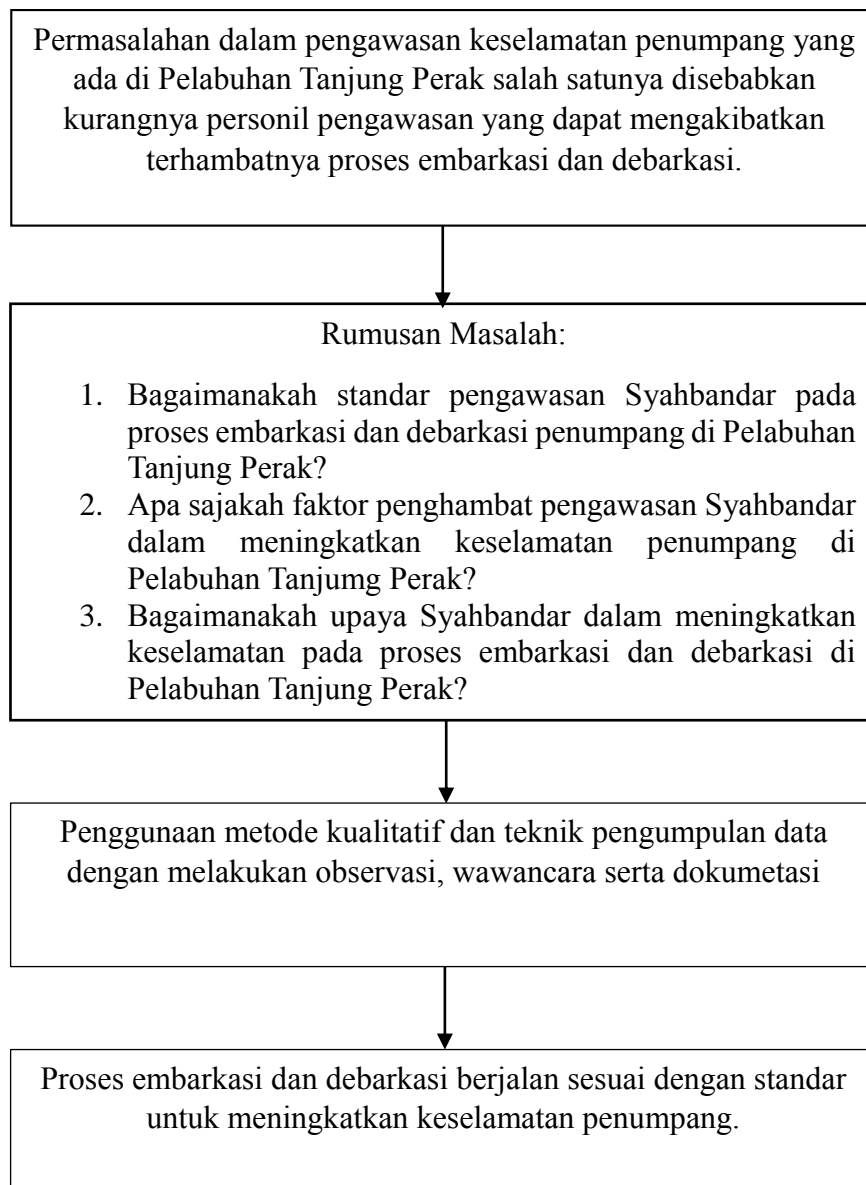 Permasalahan dalam pengawasan keselamatan penumpang yang
ada di Pelabuhan Tanjung Perak salah satunya disebabkan
kurangnya personil pengawasan yang dapat mengakibatkan
terhambatnya proses embarkasi dan debarkasi.
Rumusan Masalah:
1. Bagaimanakah standar pengawasan Syahbandar pada
proses embarkasi dan debarkasi penumpang di Pelabuhan
Tanjung Perak?
2. Apa sajakah faktor penghambat pengawasan Syahbandar
dalam meningkatkan keselamatan penumpang di
Pelabuhan Tanjumg Perak?
3. Bagaimanakah upaya Syahbandar dalam meningkatkan
keselamatan pada proses embarkasi dan debarkasi di
Pelabuhan Tanjung Perak?
Penggunaan metode kualitatif dan teknik pengumpulan data
dengan melakukan observasi, wawancara serta dokumetasi
Proses embarkasi dan debarkasi berjalan sesuai dengan standar
untuk meningkatkan keselamatan penumpang.